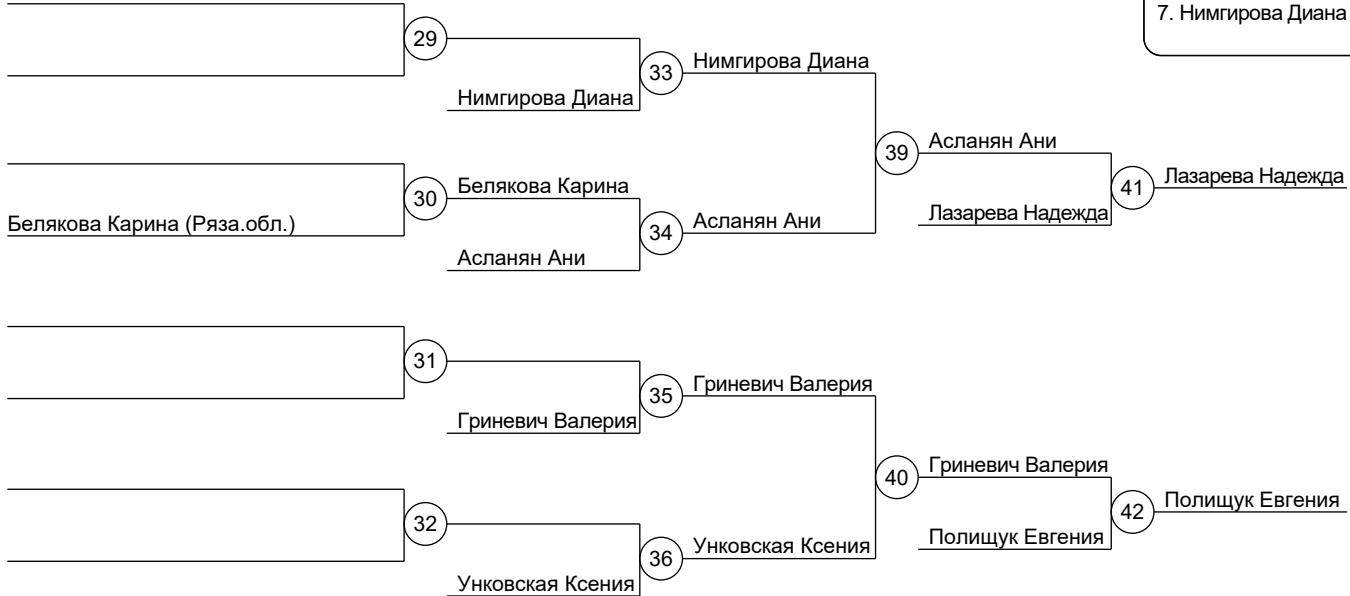 7. Нимгирова Диана
29
33
Нимгирова Диана
Нимгирова Диана
39
Асланян Ани
30
Белякова Карина
41
Лазарева Надежда
Белякова Карина (Ряза.обл.)
34
Асланян Ани
Лазарева Надежда
Асланян Ани
31
35
Гриневич Валерия
Гриневич Валерия
40
Гриневич Валерия
32
42
Полищук Евгения
36
Унковская Ксения
Полищук Евгения
Унковская Ксения